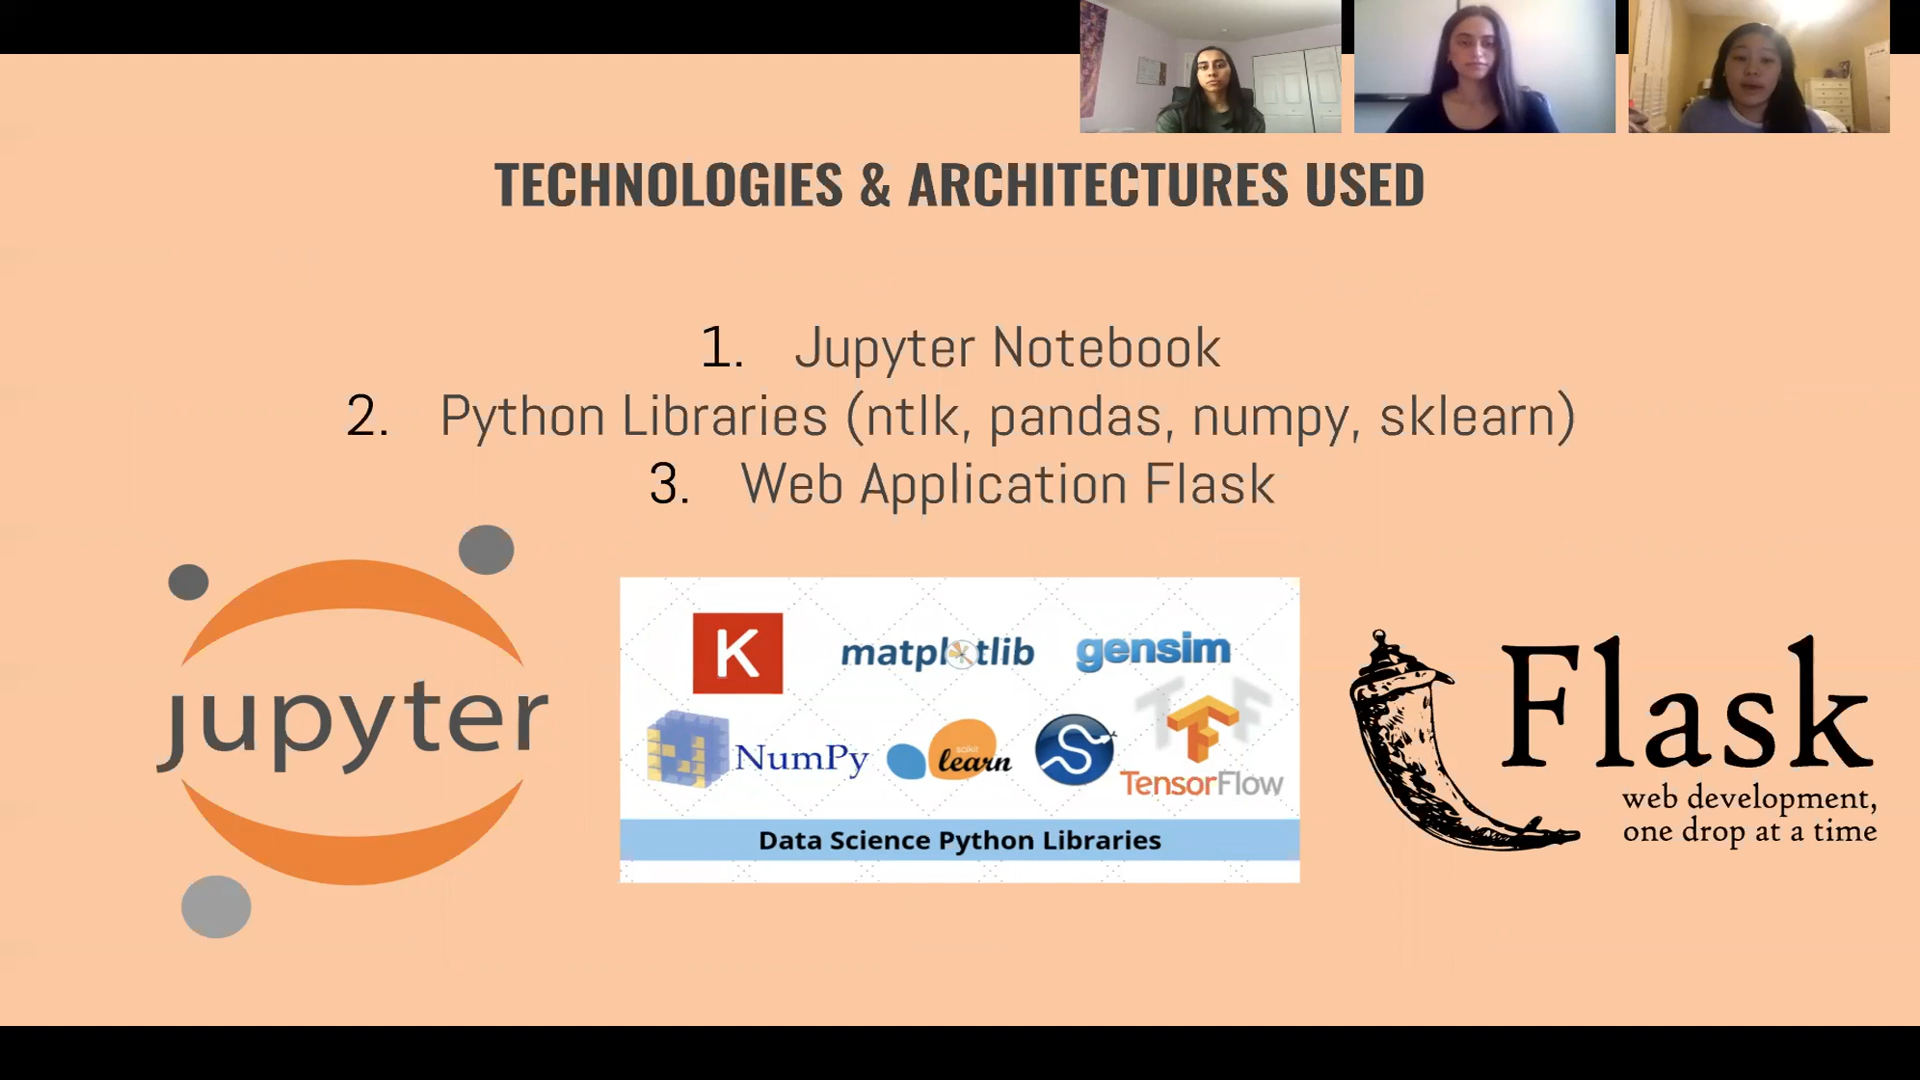 TECHNOLOGIES & ARCHITECTURES USED
1. Jupyter Notebook
2. Python Libraries (ntlk, pandas, numpy, sklearn)
3. Web Application Flask
jupyter
K
matplotlib
gensim
NumPy
scikit
learn
TensorFlow
Data Science Python Libraries
Flask
web development,
one drop at a time